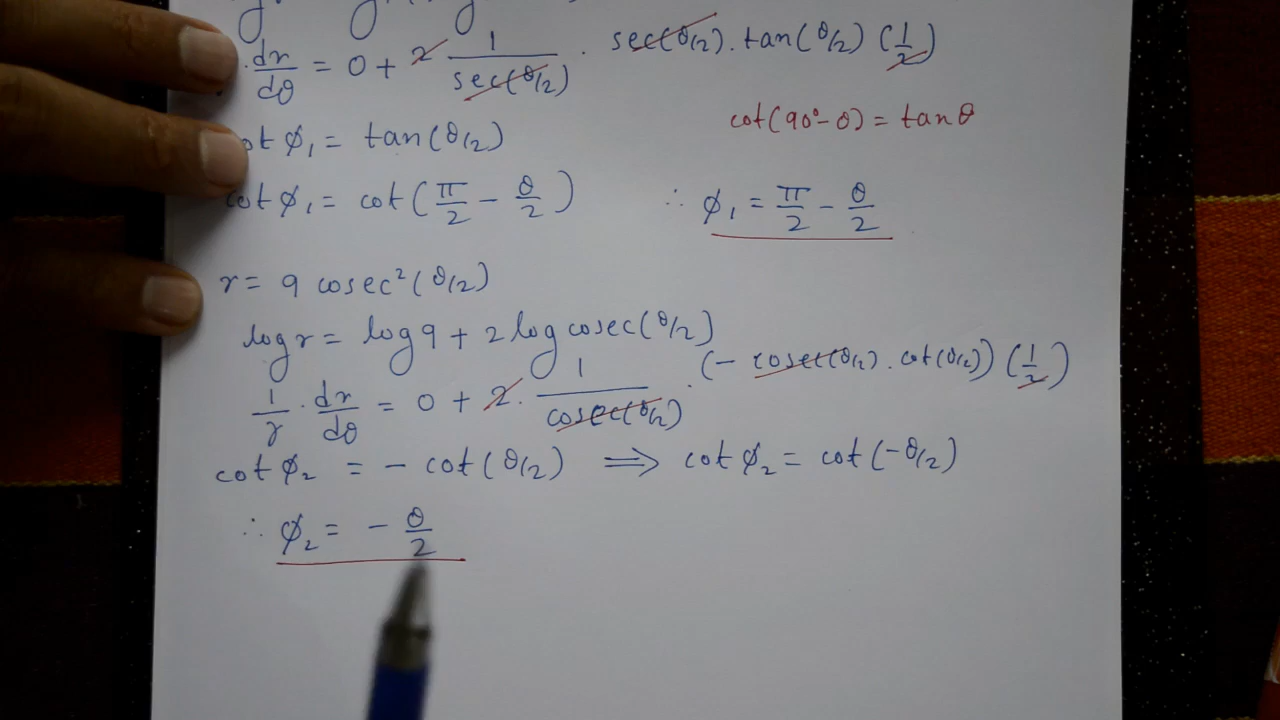 . dr/dθ = 0 + 2 1/sec(θ/2) . sec(θ/2) . tan(θ/2) (1/2)
cot(90° - θ) = tan θ
ot ϕ₁ = tan(θ/2)
cot ϕ₁ = cot(π/2 - θ/2) ∴ ϕ₁ = π/2 - θ/2
r = 9 cosec²(θ/2)
log r = log 9 + 2 log cosec(θ/2)
1/r . dr/dθ = 0 + 2 . 1/cosec(θ/2) . (- cosec(θ/2) . cot(θ/2)) (1/2)
cot ϕ₂ = - cot(θ/2) ⟹ cot ϕ₂ = cot(-θ/2)
∴ ϕ₂ = - θ/2